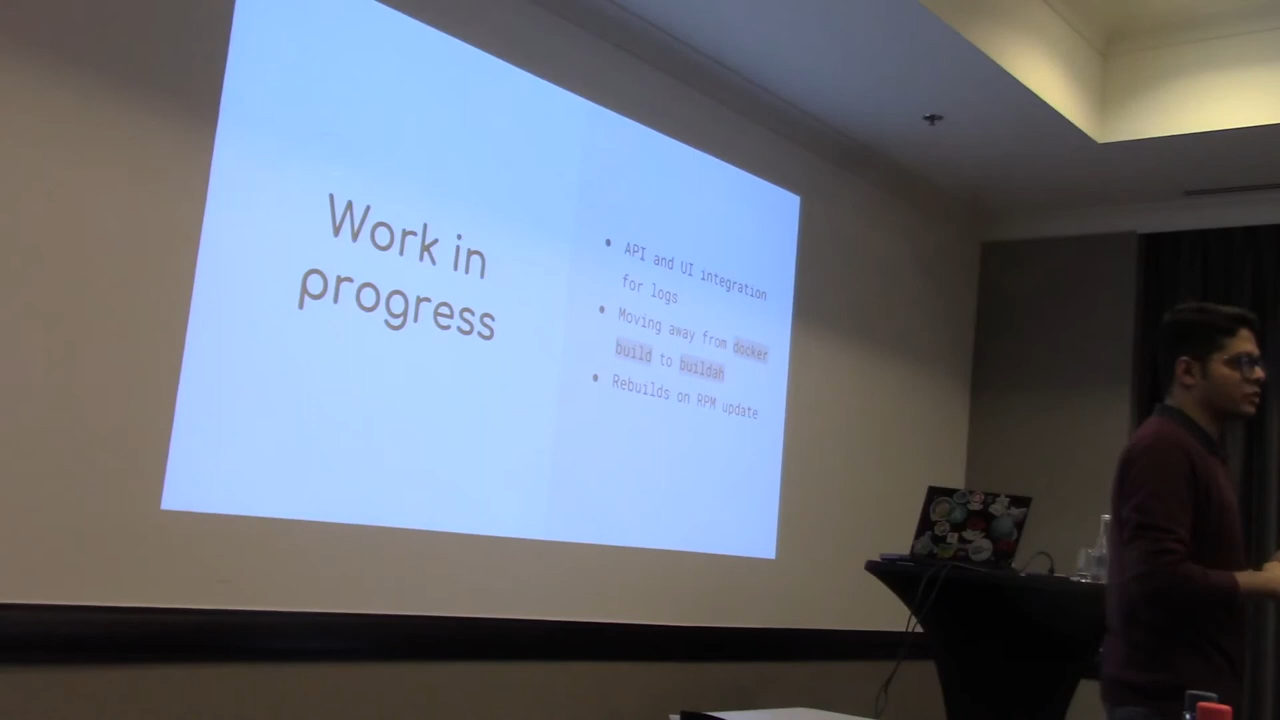 Work in
progress
API and UI integration
for logs
Moving away from docker
build to buildah
Rebuilds on RPM update